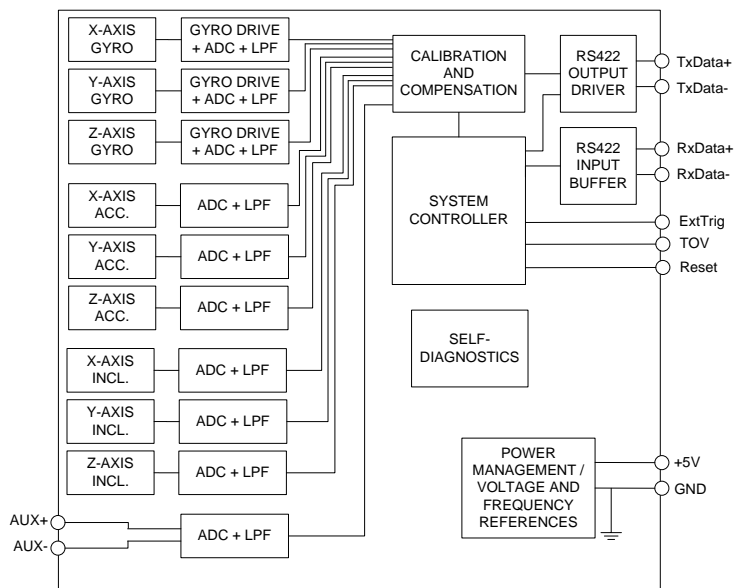 X-AXIS
GYRO
GYRO DRIVE
+ ADC + LPF
Y-AXIS
GYRO
GYRO DRIVE
+ ADC + LPF
Z-AXIS
GYRO
GYRO DRIVE
+ ADC + LPF
X-AXIS
ACC.
ADC + LPF
Y-AXIS
ACC.
ADC + LPF
Z-AXIS
ACC.
ADC + LPF
X-AXIS
INCL.
ADC + LPF
Y-AXIS
INCL.
ADC + LPF
Z-AXIS
INCL.
ADC + LPF
AUX+
AUX-
ADC + LPF
CALIBRATION
AND
COMPENSATION
SYSTEM
CONTROLLER
SELF-
DIAGNOSTICS
POWER
MANAGEMENT /
VOLTAGE AND
FREQUENCY
REFERENCES
RS422
OUTPUT
DRIVER
RS422
INPUT
BUFFER
TxData+
TxData-
RxData+
RxData-
ExtTrig
TOV
Reset
+5V
GND